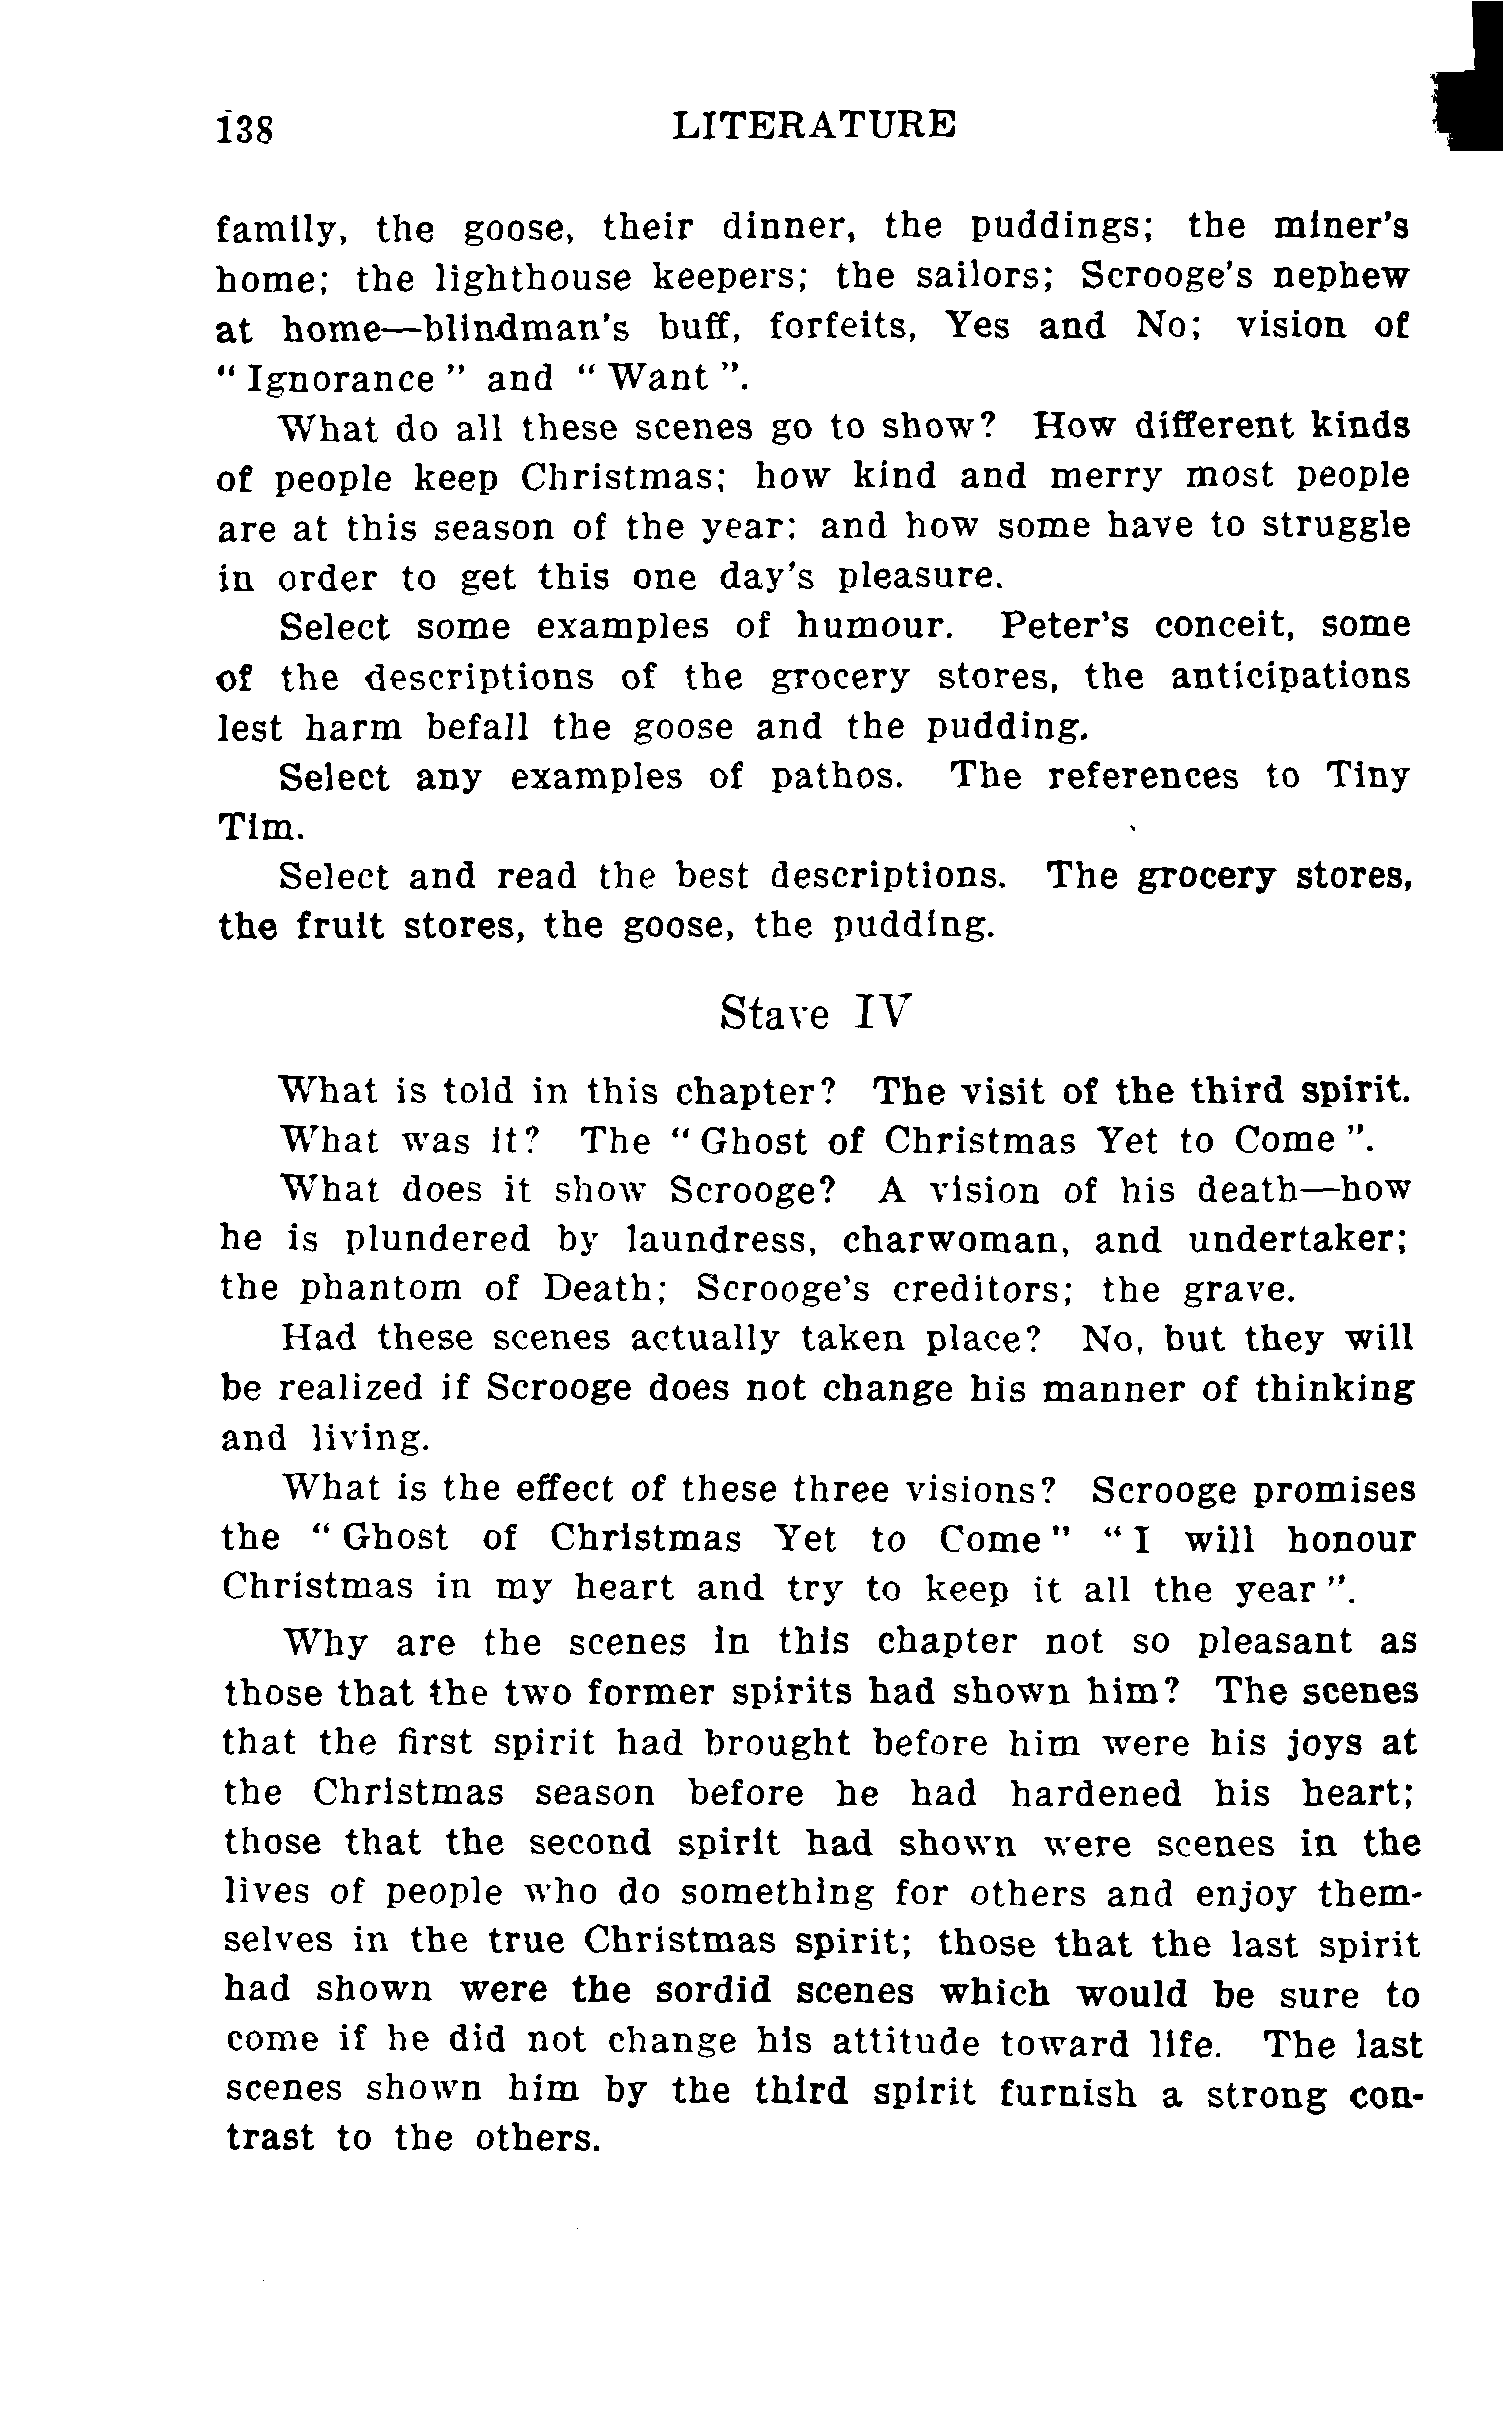 138 LITERATURE
family, the goose, their dinner, the puddings; the miner's
home; the lighthouse keepers; the sailors; Scrooge's nephew
at home—blindman's buff, forfeits, Yes and No; vision of
" Ignorance " and " Want ".
What do all these scenes go to show? How different kinds
of people keep Christmas; how kind and merry most people
are at this season of the year; and how some have to struggle
in order to get this one day's pleasure.
Select some examples of humour. Peter's conceit, some
of the descriptions of the grocery stores, the anticipations
lest harm befall the goose and the pudding.
Select any examples of pathos. The references to Tiny
Tim.
Select and read the best descriptions. The grocery stores,
the fruit stores, the goose, the pudding.
Stave IV
What is told in this chapter? The visit of the third spirit.
What was it? The " Ghost of Christmas Yet to Come ".
What does it show Scrooge? A vision of his death—how
he is plundered by laundress, charwoman, and undertaker;
the phantom of Death; Scrooge's creditors; the grave.
Had these scenes actually taken place? No, but they will
be realized if Scrooge does not change his manner of thinking
and living.
What is the effect of these three visions? Scrooge promises
the " Ghost of Christmas Yet to Come " " I will honour
Christmas in my heart and try to keep it all the year ".
Why are the scenes in this chapter not so pleasant as
those that the two former spirits had shown him? The scenes
that the first spirit had brought before him were his joys at
the Christmas season before he had hardened his heart;
those that the second spirit had shown were scenes in the
lives of people who do something for others and enjoy them-
selves in the true Christmas spirit; those that the last spirit
had shown were the sordid scenes which would be sure to
come if he did not change his attitude toward life. The last
scenes shown him by the third spirit furnish a strong con-
trast to the others.